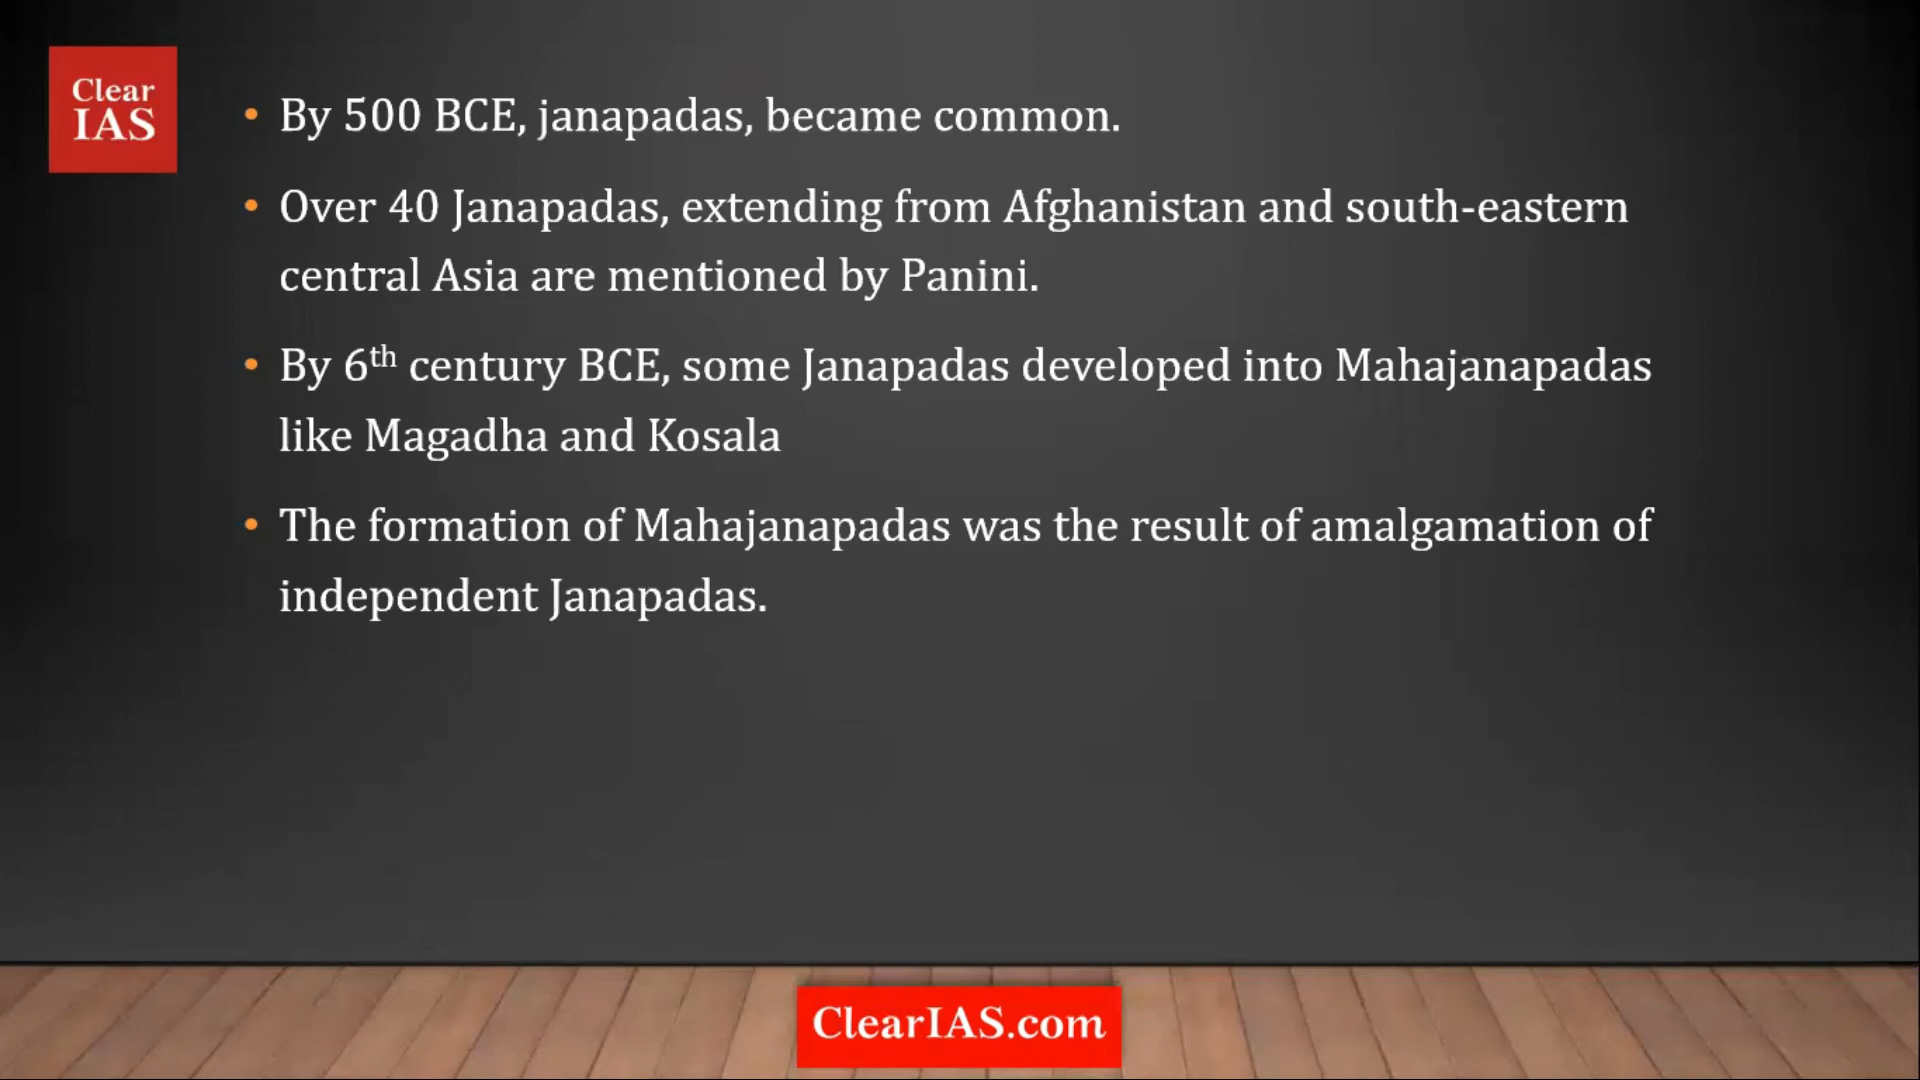 Clear
IAS
• By 500 BCE, janapadas, became common.
• Over 40 Janapadas, extending from Afghanistan and south-eastern
central Asia are mentioned by Panini.
• By 6th century BCE, some Janapadas developed into Mahajanapadas
like Magadha and Kosala
• The formation of Mahajanapadas was the result of amalgamation of
independent Janapadas.
ClearIAS.com